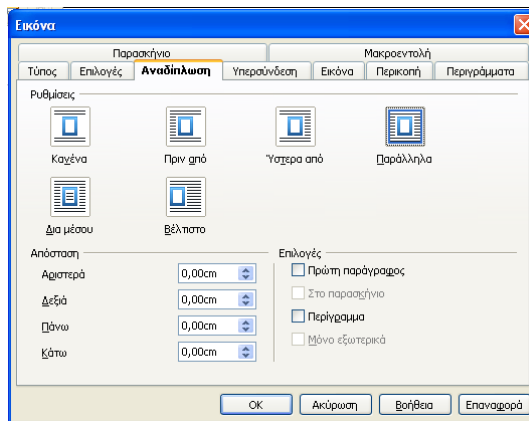 Εικόνα
Παρασκήνιο Μακροεντολή
Τύπος Επιλογές Αναδίπλωση Υπερσύνδεση Εικόνα Περικοπή Περιγράμματα
Ρυθμίσεις
Κανένα Πριν από Ύστερα από Παράλληλα
Δια μέσου Βέλτιστο
Απόσταση Επιλογές
Αριστερά 0,00cm Πρώτη παράγραφος
Δεξιά 0,00cm Στο παρασκήνιο
Πάνω 0,00cm Περίγραμμα
Κάτω 0,00cm Μόνο εξωτερικά
OK Ακύρωση Βοήθεια Επαναφορά